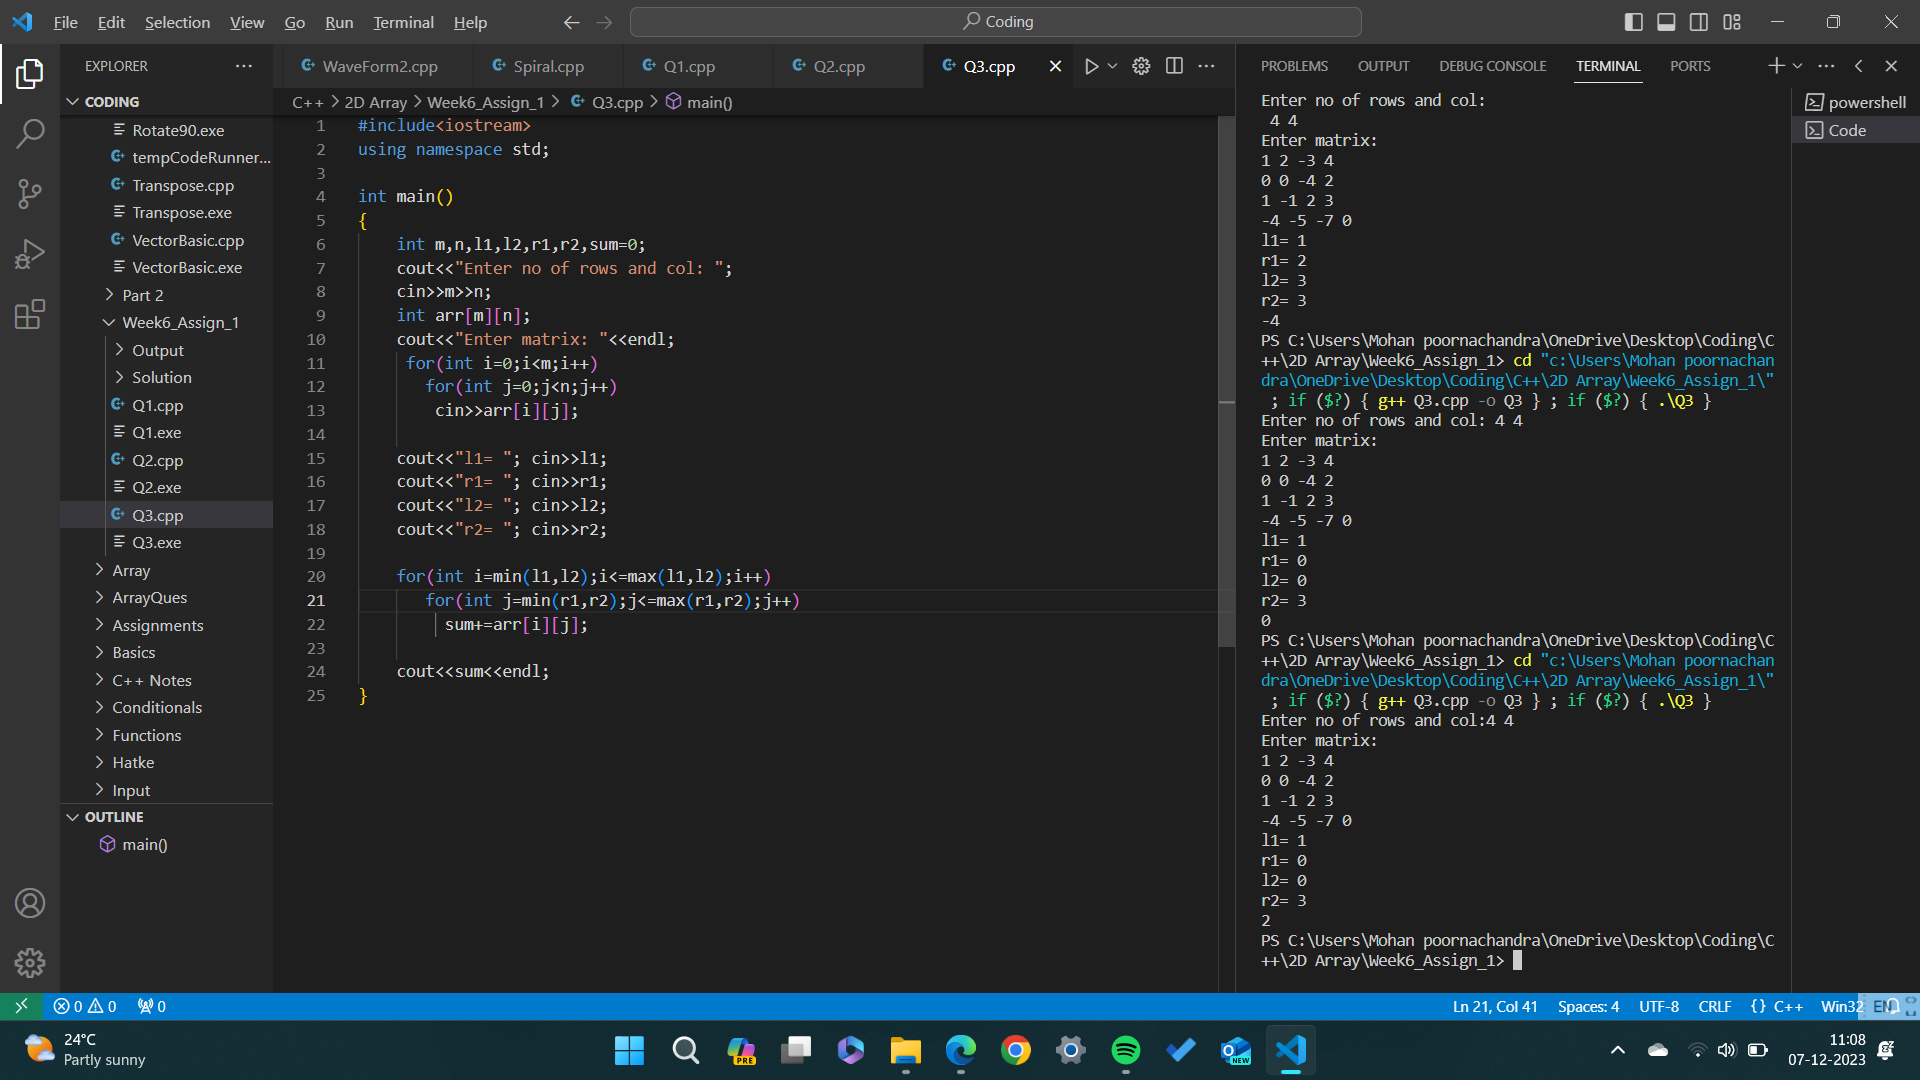 File Edit Selection View Go Run Terminal Help
Coding
EXPLORER
CODING
Rotate90.exe
tempCodeRunner...
Transpose.cpp
Transpose.exe
VectorBasic.cpp
VectorBasic.exe
Part 2
Week6_Assign_1
Output
Solution
Q1.cpp
Q1.exe
Q2.cpp
Q2.exe
Q3.cpp
Q3.exe
Array
ArrayQues
Assignments
Basics
C++ Notes
Conditionals
Functions
Hatke
Input
OUTLINE
main()
WaveForm2.cpp Spiral.cpp Q1.cpp Q2.cpp Q3.cpp
C++ > 2D Array > Week6_Assign_1 > Q3.cpp > main()
1 #include<iostream>
2 using namespace std;
3
4 int main()
5 {
6 int m,n,l1,l2,r1,r2,sum=0;
7 cout<<"Enter no of rows and col: ";
8 cin>>m>>n;
9 int arr[m][n];
10 cout<<"Enter matrix: "<<endl;
11 for(int i=0;i<m;i++)
12 for(int j=0;j<n;j++)
13 cin>>arr[i][j];
14
15 cout<<"l1= "; cin>>l1;
16 cout<<"r1= "; cin>>r1;
17 cout<<"l2= "; cin>>l2;
18 cout<<"r2= "; cin>>r2;
19
20 for(int i=min(l1,l2);i<=max(l1,l2);i++)
21 for(int j=min(r1,r2);j<=max(r1,r2);j++)
22 sum+=arr[i][j];
23
24 cout<<sum<<endl;
25 }
PROBLEMS OUTPUT DEBUG CONSOLE TERMINAL PORTS
powershell
Code
Enter no of rows and col:
4 4
Enter matrix:
1 2 -3 4
0 0 -4 2
1 -1 2 3
-4 -5 -7 0
l1= 1
r1= 2
l2= 3
r2= 3
-4
PS C:\Users\Mohan poornachandra\OneDrive\Desktop\Coding\C
++\2D Array\Week6_Assign_1> cd "c:\Users\Mohan poornachan
dra\OneDrive\Desktop\Coding\C++\2D Array\Week6_Assign_1\"
; if ($?) { g++ Q3.cpp -o Q3 } ; if ($?) { .\Q3 }
Enter no of rows and col: 4 4
Enter matrix:
1 2 -3 4
0 0 -4 2
1 -1 2 3
-4 -5 -7 0
l1= 1
r1= 0
l2= 0
r2= 3
0
PS C:\Users\Mohan poornachandra\OneDrive\Desktop\Coding\C
++\2D Array\Week6_Assign_1> cd "c:\Users\Mohan poornachan
dra\OneDrive\Desktop\Coding\C++\2D Array\Week6_Assign_1\"
; if ($?) { g++ Q3.cpp -o Q3 } ; if ($?) { .\Q3 }
Enter no of rows and col:4 4
Enter matrix:
1 2 -3 4
0 0 -4 2
1 -1 2 3
-4 -5 -7 0
l1= 1
r1= 0
l2= 0
r2= 3
2
PS C:\Users\Mohan poornachandra\OneDrive\Desktop\Coding\C
++\2D Array\Week6_Assign_1>
0 0 0 Ln 21, Col 41 Spaces: 4 UTF-8 CRLF {} C++ Win32 EN
24°C
Partly sunny
PRE
NEW
11:08
07-12-2023